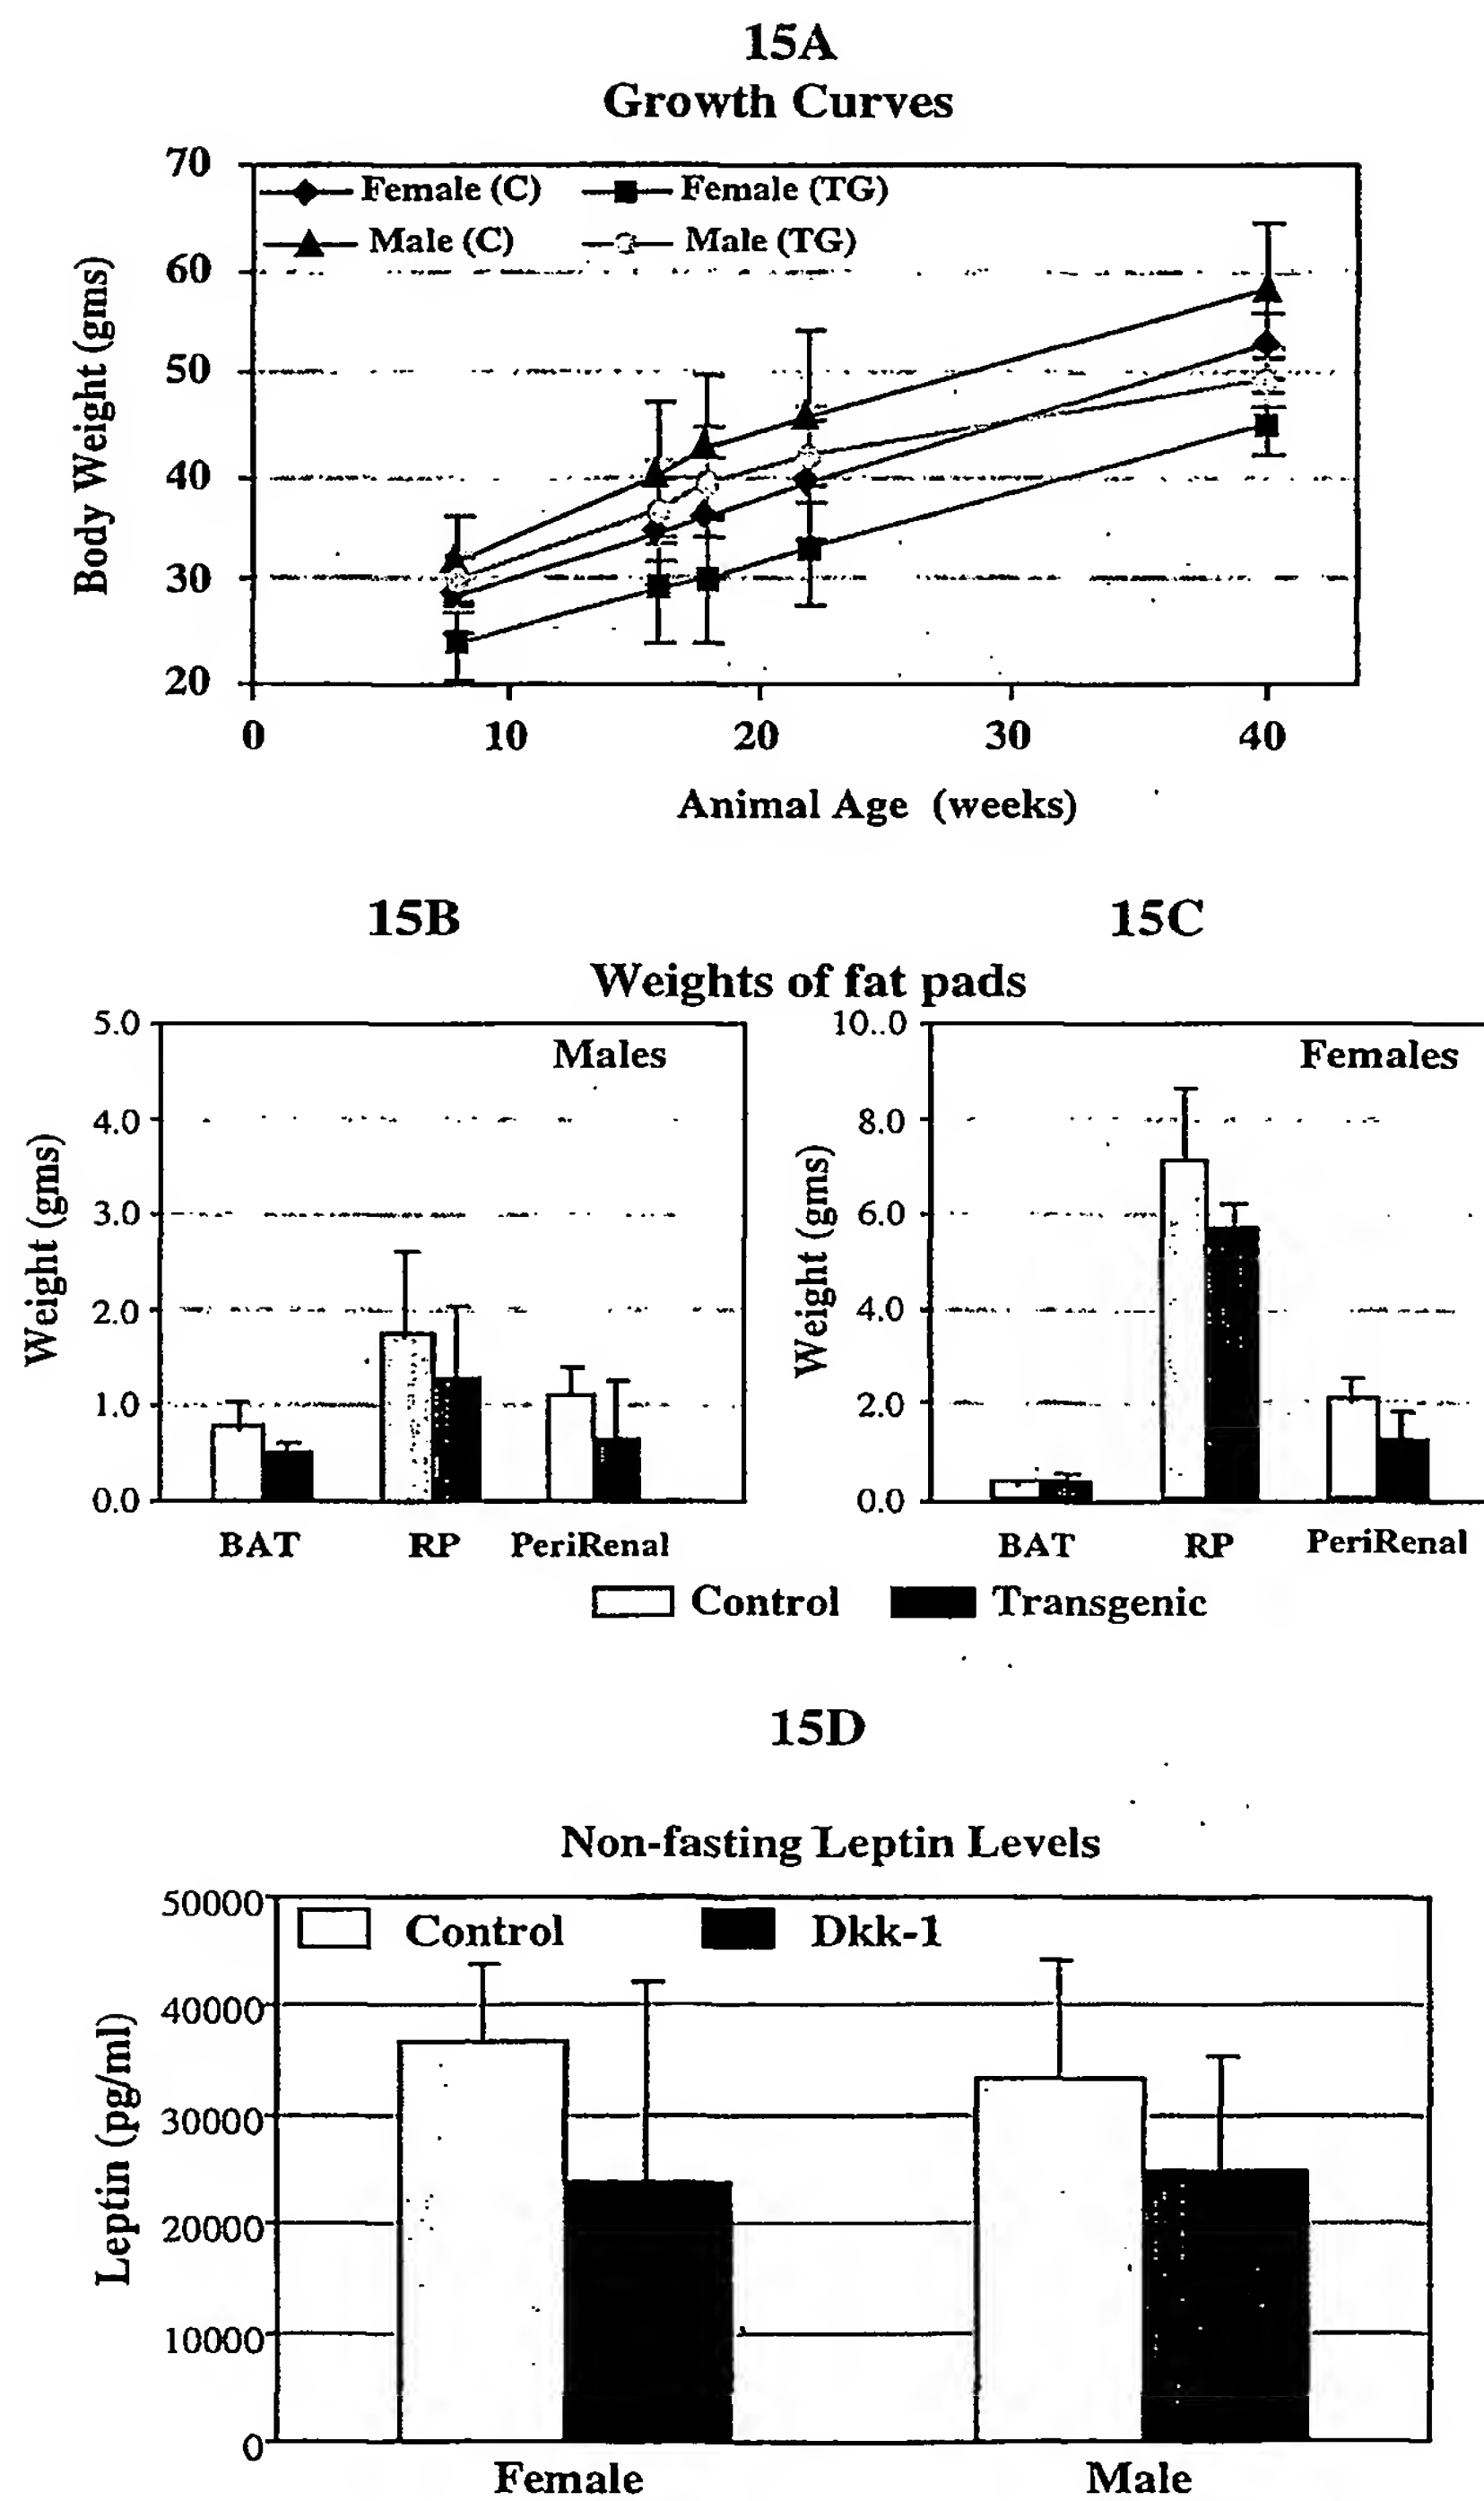 15A
Growth Curves
Female (C) Female (TG)
Male (C) Male (TG)
Body Weight (gms)
70
60
50
40
30
20
0 10 20 30 40
Animal Age (weeks)
15B 15C
Weights of fat pads
Males
Weight (gms)
5.0
4.0
3.0
2.0
1.0
0.0
BAT RP PeriRenal
Females
Weight (gms)
10..0
8.0
6.0
4.0
2.0
0.0
BAT RP PeriRenal
Control Transgenic
15D
Non-fasting Leptin Levels
Control Dkk-1
Leptin (pg/ml)
50000
40000
30000
20000
10000
0
Female Male